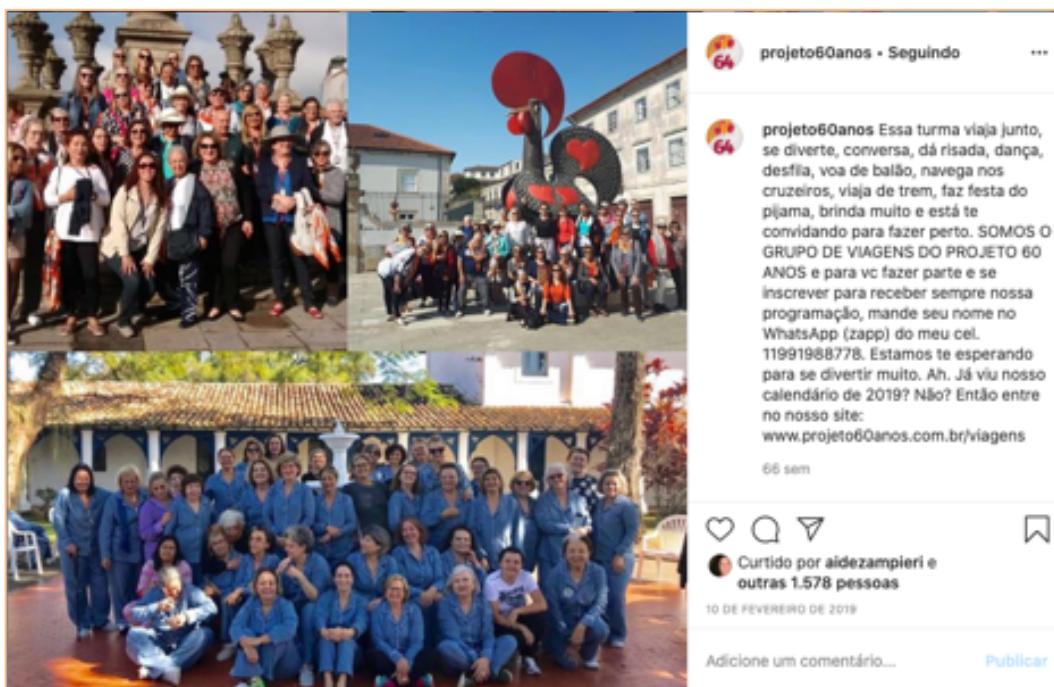 64
projeto60anos • Seguindo
64
projeto60anos Essa turma viaja junto,
se diverte, conversa, dá risada, dança,
desfila, voa de balão, navega nos
cruzeiros, viaja de trem, faz festa do
pijama, brinda muito e está te
convidando para fazer perto. SOMOS O
GRUPO DE VIAGENS DO PROJETO 60
ANOS e para vc fazer parte e se
inscrever para receber sempre nossa
programação, mande seu nome no
WhatsApp (zapp) do meu cel.
11991988778. Estamos te esperando
para se divertir muito. Ah. Já viu nosso
calendário de 2019? Não? Então entre
no nosso site:
www.projeto60anos.com.br/viagens
66 sem
Curtido por aidezampieri e
outras 1.578 pessoas
10 DE FEVEREIRO DE 2019
Adicione um comentário...
Publicar